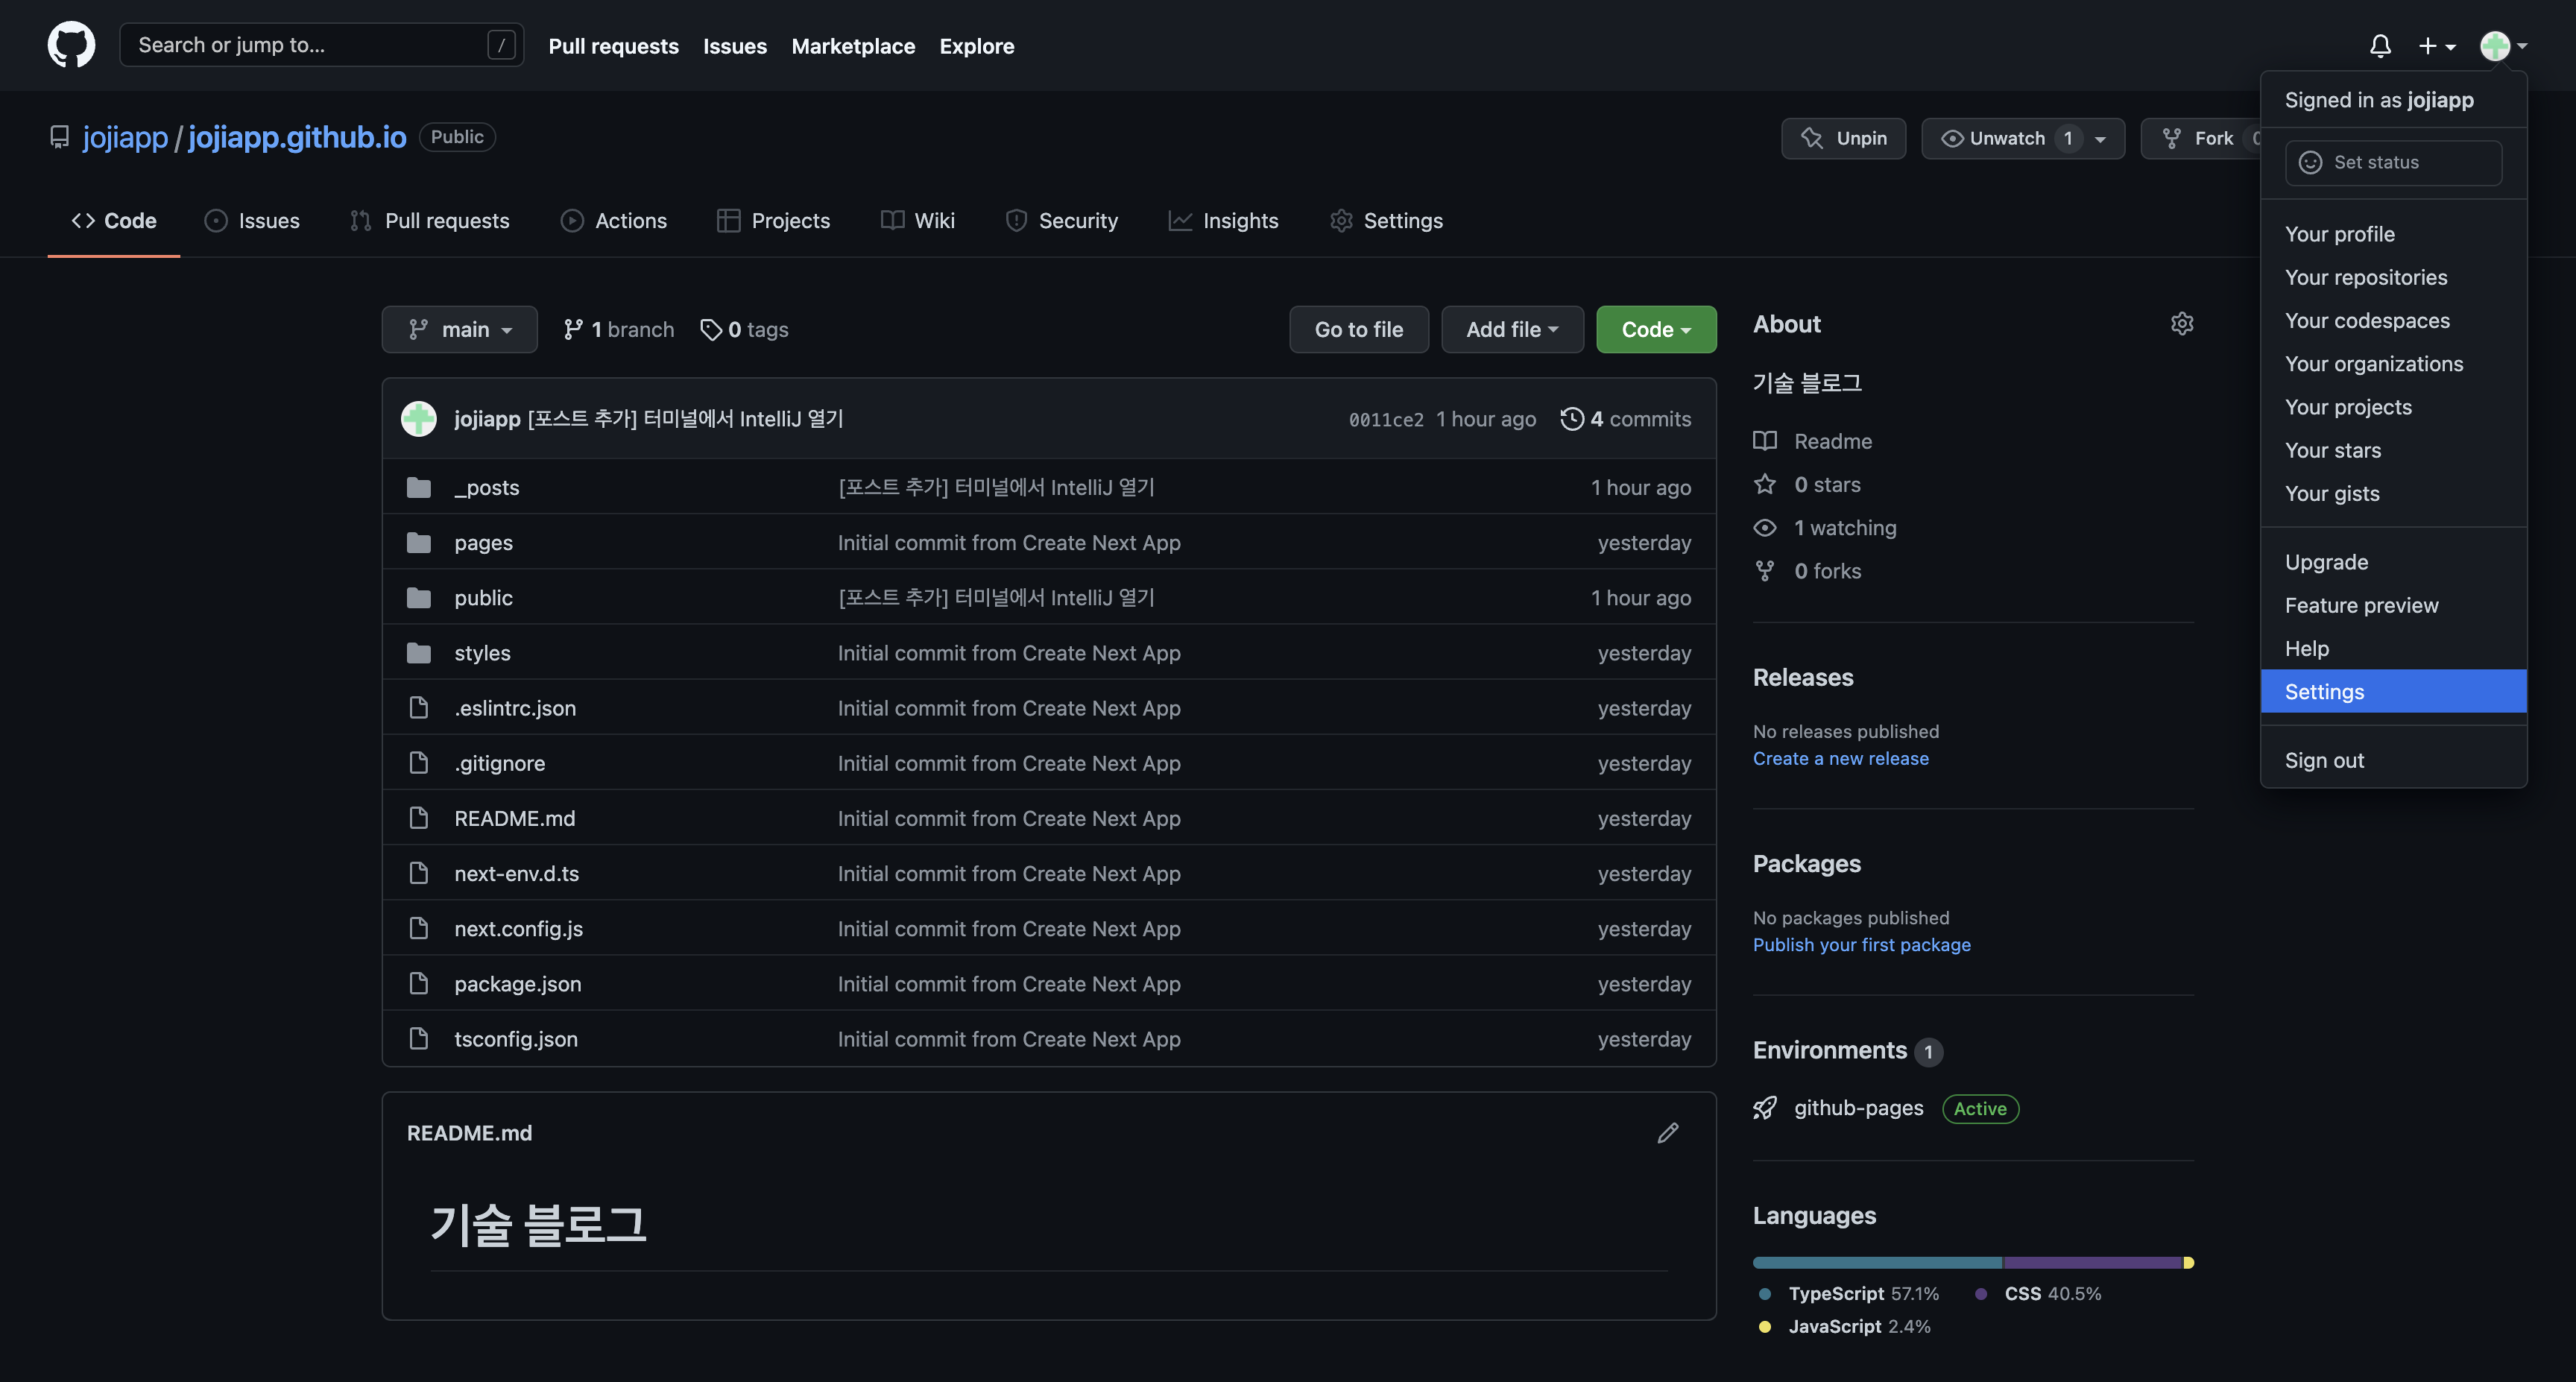 Search or jump to... /
Pull requests Issues Marketplace Explore
Signed in as jojiapp
Set status
Your profile
Your repositories
Your codespaces
Your organizations
Your projects
Your stars
Your gists
Upgrade
Feature preview
Help
Settings
Sign out
jojiapp / jojiapp.github.io Public
Unpin Unwatch 1 Fork
Code Issues Pull requests Actions Projects Wiki Security Insights Settings
main 1 branch 0 tags Go to file Add file Code
jojiapp [포스트 추가] 터미널에서 IntelliJ 열기 0011ce2 1 hour ago 4 commits
_posts [포스트 추가] 터미널에서 IntelliJ 열기 1 hour ago
pages Initial commit from Create Next App yesterday
public [포스트 추가] 터미널에서 IntelliJ 열기 1 hour ago
styles Initial commit from Create Next App yesterday
.eslintrc.json Initial commit from Create Next App yesterday
.gitignore Initial commit from Create Next App yesterday
README.md Initial commit from Create Next App yesterday
next-env.d.ts Initial commit from Create Next App yesterday
next.config.js Initial commit from Create Next App yesterday
package.json Initial commit from Create Next App yesterday
tsconfig.json Initial commit from Create Next App yesterday
README.md
기술 블로그
About
기술 블로그
Readme
0 stars
1 watching
0 forks
Releases
No releases published
Create a new release
Packages
No packages published
Publish your first package
Environments 1
github-pages Active
Languages
TypeScript 57.1% CSS 40.5%
JavaScript 2.4%